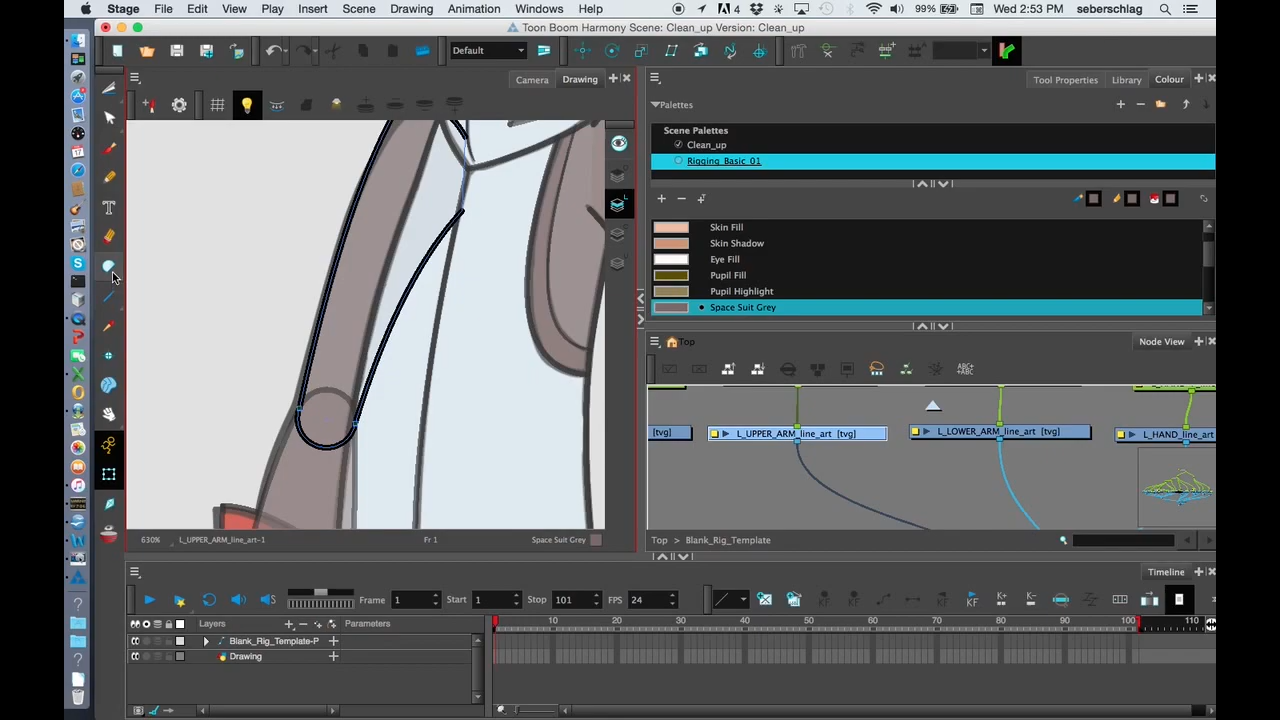 Stage File Edit View Play Insert Scene Drawing Animation Windows Help 4 99% Wed 2:53 PM seberschlag
Toon Boom Harmony Scene: Clean_up Version: Clean_up
Default
Camera Drawing
Tool Properties Library Colour
Palettes
Scene Palettes
Clean_up
Rigging_Basic_01
Skin Fill
Skin Shadow
Eye Fill
Pupil Fill
Pupil Highlight
Space Suit Grey
Top
Node View
[tvg]
L_UPPER_ARM_line_art [tvg]
L_LOWER_ARM_line_art [tvg]
L_HAND_line_art
630%
L_UPPER_ARM_line_art-1
Fr 1
Space Suit Grey
Top > Blank_Rig_Template
Timeline
Frame 1 Start 1 Stop 101 FPS 24
Layers Parameters
10 20 30 40 50 60 70 80 90 100 110
Blank_Rig_Template-P
Drawing